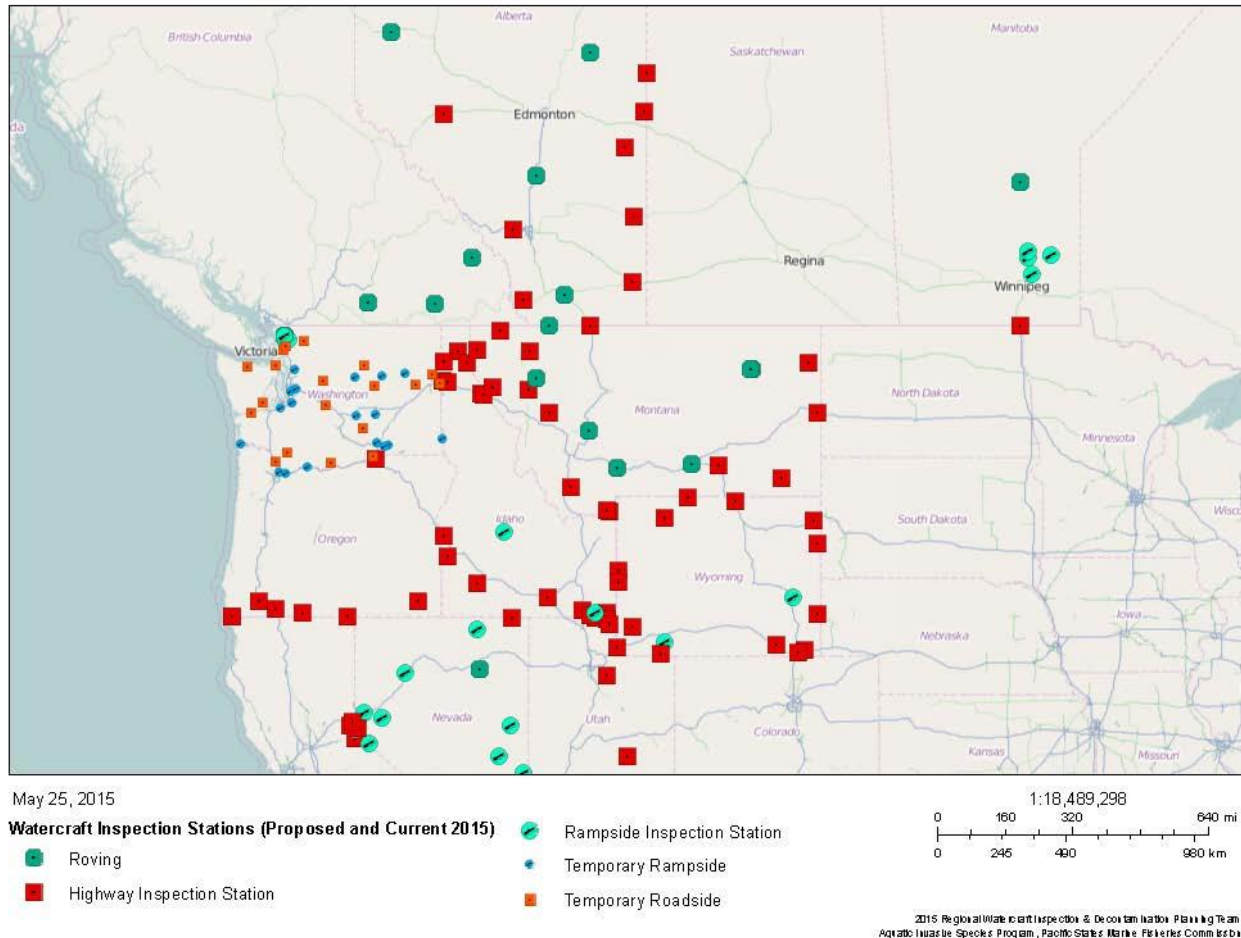 Alberta
Manitoba
British Columbia
Saskatchewan
da
Edmonton
Regina
Winnipeg
Victoria
Washington
North Dakota
Montana
Minnesota
South Dakota
Wisc
Idaho
Oregon
Wyoming
Iowa
Nebraska
Nevada
Utah
Colorado
Kansas
Missouri
May 25, 2015
1:18,489,298
Watercraft Inspection Stations (Proposed and Current 2015)
Roving
Highway Inspection Station
Rampside Inspection Station
Temporary Rampside
Temporary Roadside
0 160 320 640 mi
0 245 490 980 km
2015 Regional Watercraft Inspection & Decontamination Planning Team
Aquatic Invasive Species Program, Pacific States Marine Fisheries Commission